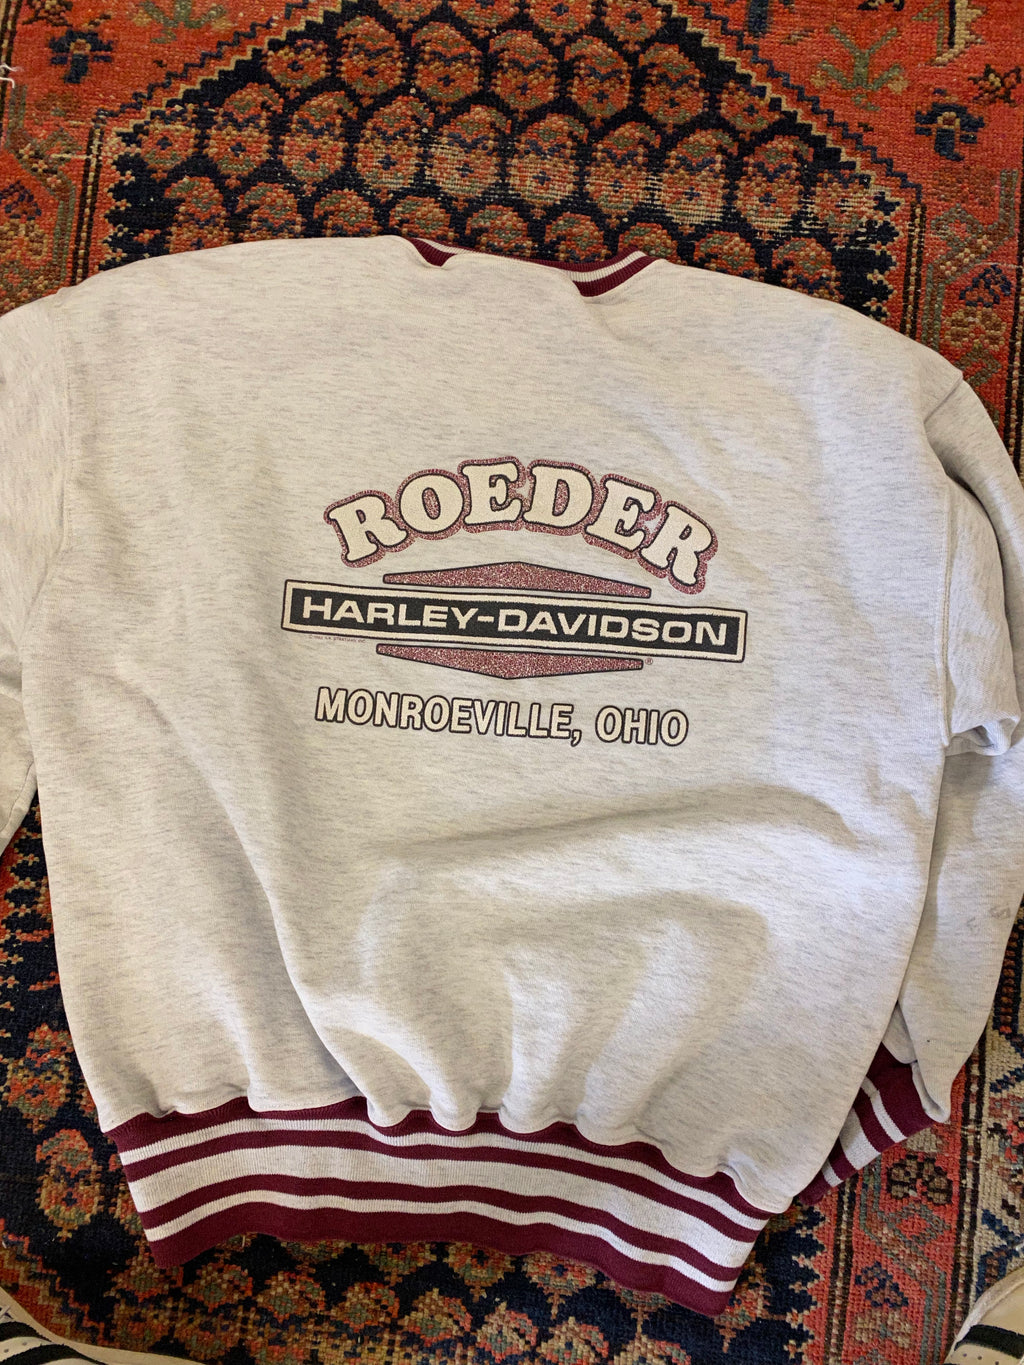 ROEDER
HARLEY-DAVIDSON
®
MONROEVILLE, OHIO